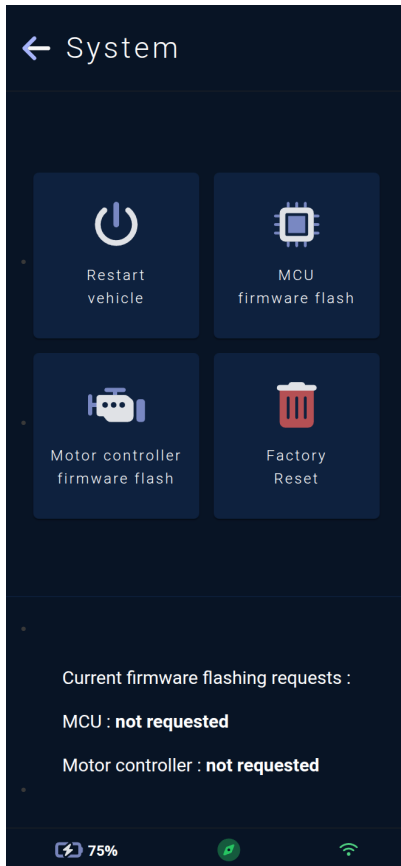 System
Restart
vehicle
MCU
firmware flash
Motor controller
firmware flash
Factory
Reset
Current firmware flashing requests :
MCU : not requested
Motor controller : not requested
75%